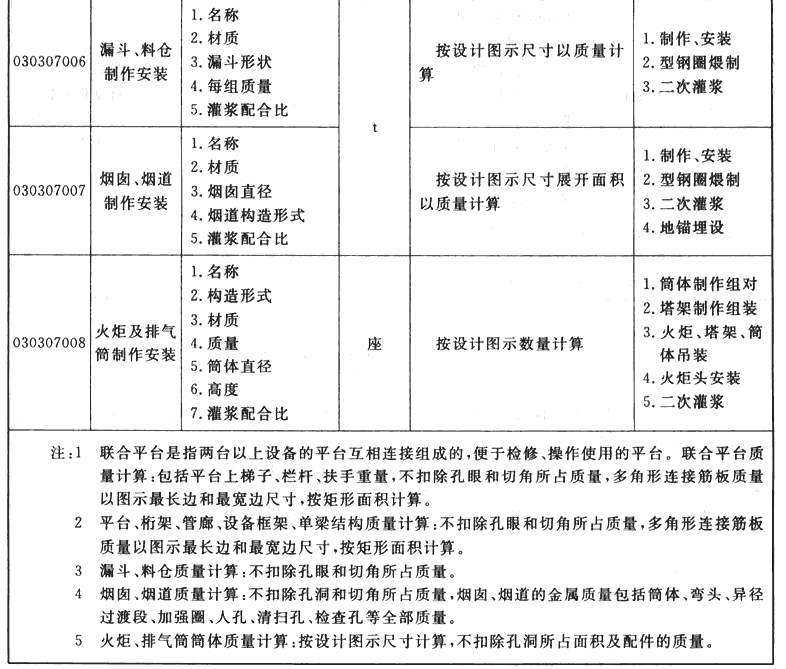 030307006
漏斗、料仓
制作安装
1. 名称
2. 材质
3. 漏斗形状
4. 每组质量
5. 灌浆配合比
t
按设计图示尺寸以质量计
算
1. 制作、安装
2. 型钢圈煨制
3. 二次灌浆
030307007
烟囱、烟道
制作安装
1. 名称
2. 材质
3. 烟囱直径
4. 烟道构造形式
5. 灌浆配合比
按设计图示尺寸展开面积
以质量计算
1. 制作、安装
2. 型钢圈煨制
3. 二次灌浆
4. 地锚埋设
030307008
火炬及排气
筒制作安装
1. 名称
2. 构造形式
3. 材质
4. 质量
5. 筒体直径
6. 高度
7. 灌浆配合比
座
按设计图示数量计算
1. 筒体制作组对
2. 塔架制作组装
3. 火炬、塔架、筒
体吊装
4. 火炬头安装
5. 二次灌浆
注:1 联合平台是指两台以上设备的平台互相连接组成的,便于检修、操作使用的平台。联合平台质
量计算:包括平台上梯子、栏杆、扶手重量,不扣除孔眼和切角所占质量,多角形连接筋板质量
以图示最长边和最宽边尺寸,按矩形面积计算。
2 平台、桁架、管廊、设备框架、单梁结构质量计算:不扣除孔眼和切角所占质量,多角形连接筋板
质量以图示最长边和最宽边尺寸,按矩形面积计算。
3 漏斗、料仓质量计算:不扣除孔眼和切角所占质量。
4 烟囱、烟道质量计算:不扣除孔洞和切角所占质量,烟囱、烟道的金属质量包括筒体、弯头、异径
过渡段、加强圈、人孔、清扫孔、检查孔等全部质量。
5 火炬、排气筒筒体质量计算:按设计图示尺寸计算,不扣除孔洞所占面积及配件的质量。